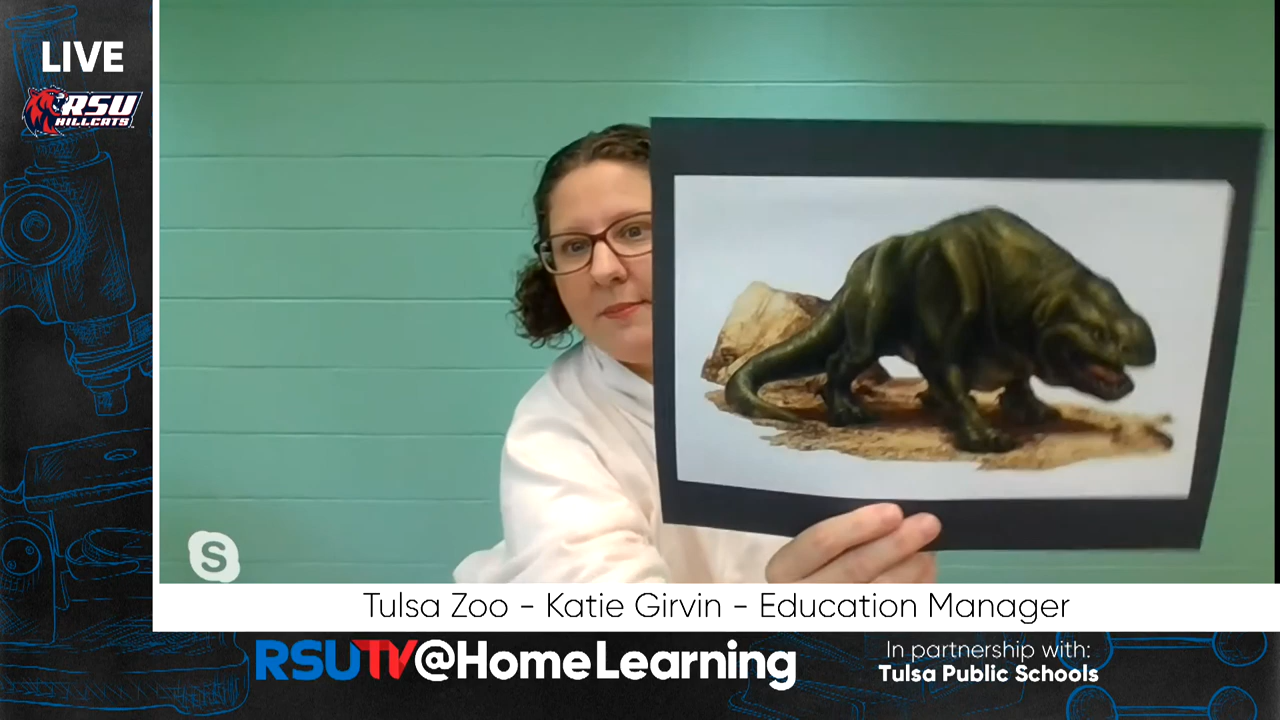 LIVE
RSU
HILLCATS
S
Tulsa Zoo - Katie Girvin - Education Manager
RSUTV@HomeLearning
In partnership with:
Tulsa Public Schools